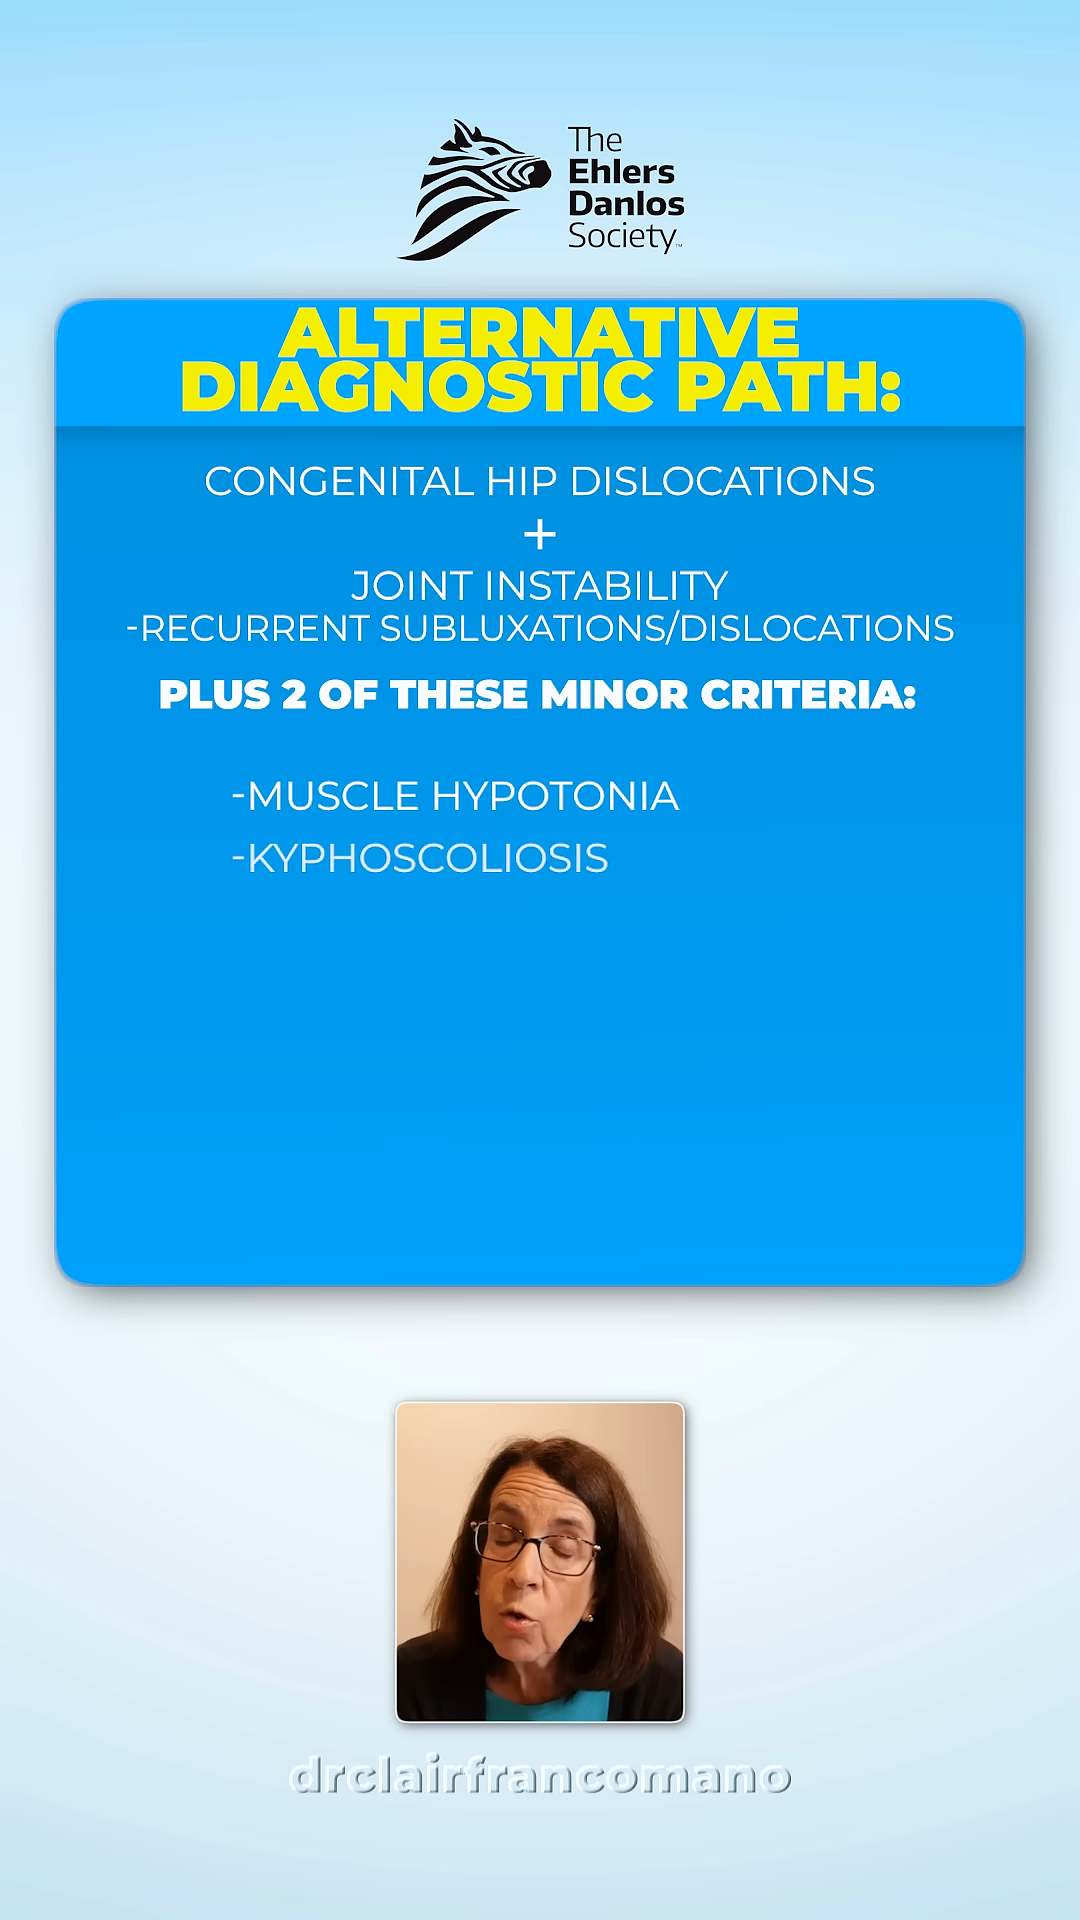 The
Ehlers
Danlos
Society™
ALTERNATIVE
DIAGNOSTIC PATH:
CONGENITAL HIP DISLOCATIONS
+
JOINT INSTABILITY
-RECURRENT SUBLUXATIONS/DISLOCATIONS
PLUS 2 OF THESE MINOR CRITERIA:
-MUSCLE HYPOTONIA
-KYPHOSCOLIOSIS
drclairfrancomano